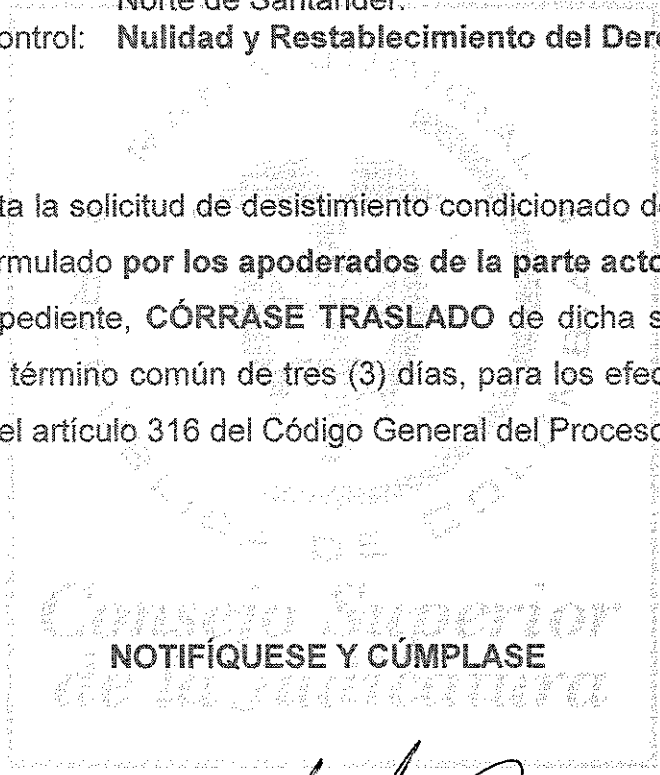 Norte de Santander.
ontrol: Nulidad y Restablecimiento del Der
ta la solicitud de desistimiento condicionado d
rmulado por los apoderados de la parte acto
pediente, CÓRRASE TRASLADO de dicha s
término común de tres (3) días, para los efec
el artículo 316 del Código General del Proceso
Consejo Superior
NOTIFÍQUESE Y CÚMPLASE
de la Judicatura